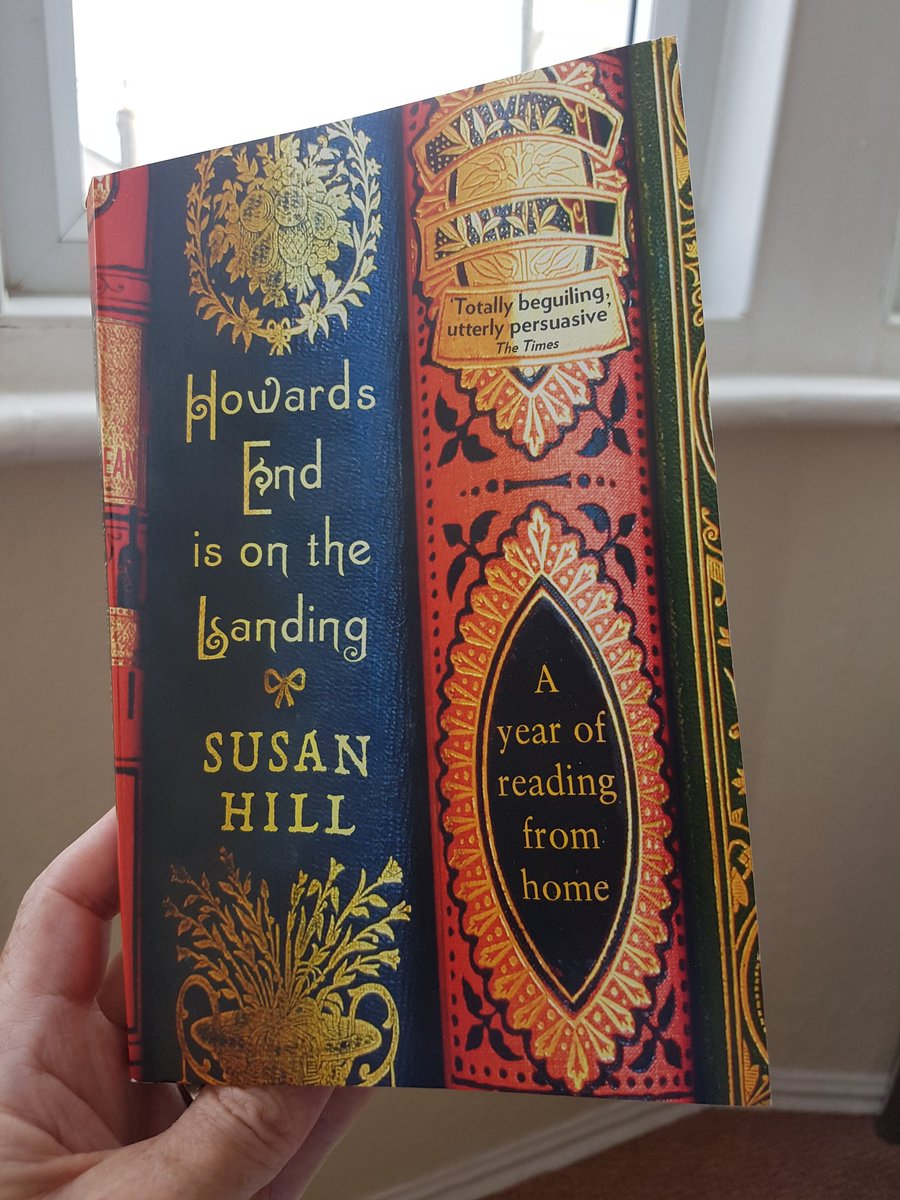 Howards
End
is on the
Landing
SUSAN
HILL
'Totally beguiling,
utterly persuasive'
The Times
A
year of
reading
from
home
EAN